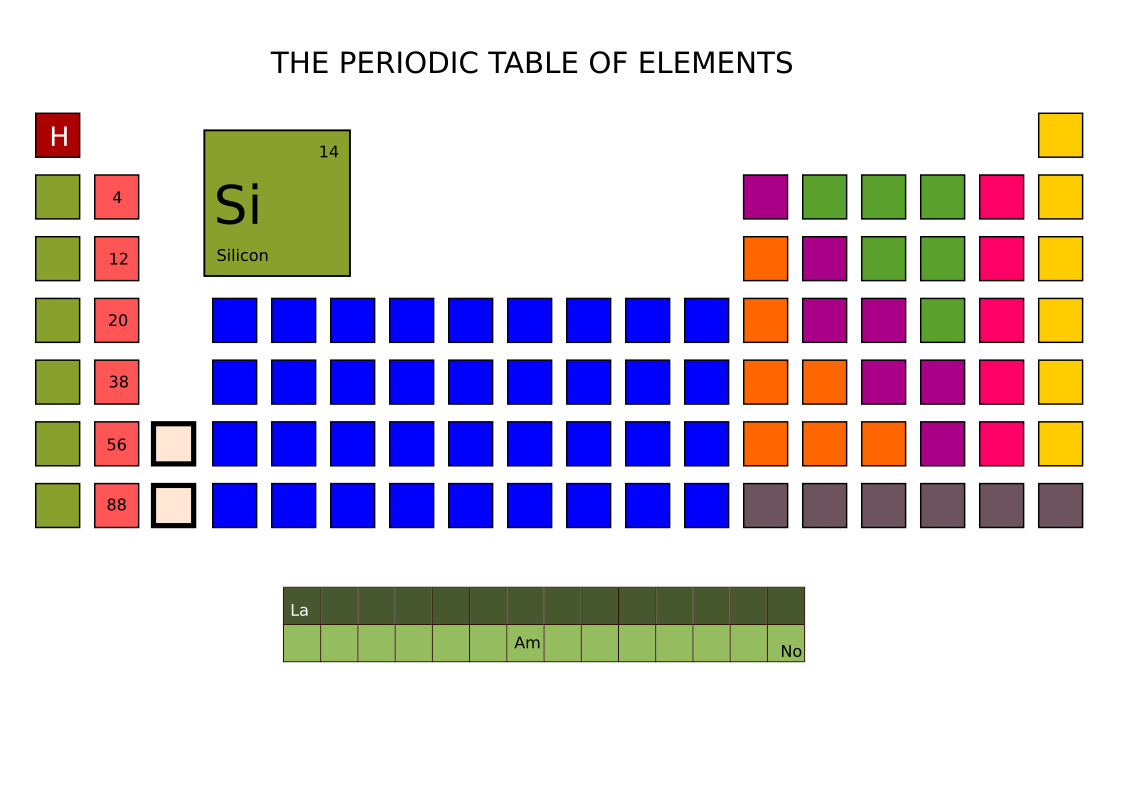 THE PERIODIC TABLE OF ELEMENTS
H
14
Si
Silicon
4
12
20
38
56
88
La
Am
No